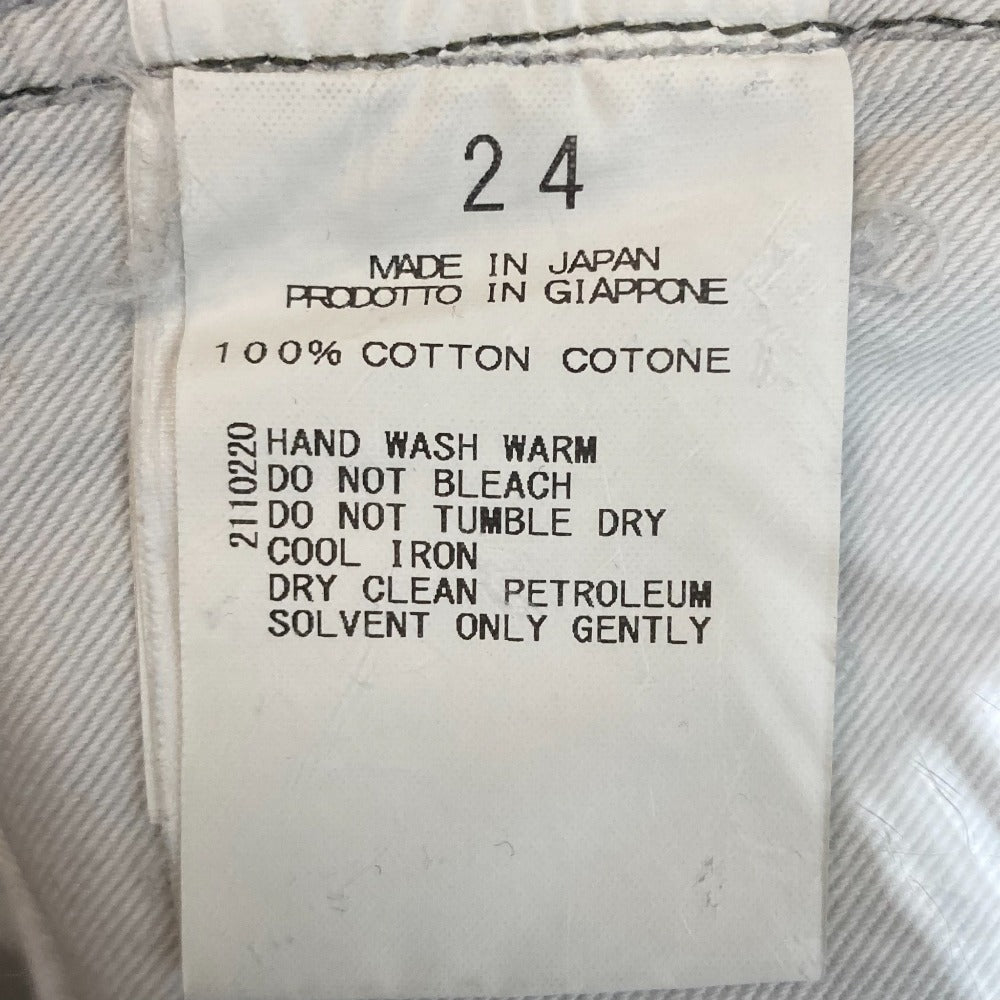 24
MADE IN JAPAN
PRODOTTO IN GIAPPONE
100% COTTON COTONE
2110220
HAND WASH WARM
DO NOT BLEACH
DO NOT TUMBLE DRY
COOL IRON
DRY CLEAN PETROLEUM
SOLVENT ONLY GENTLY